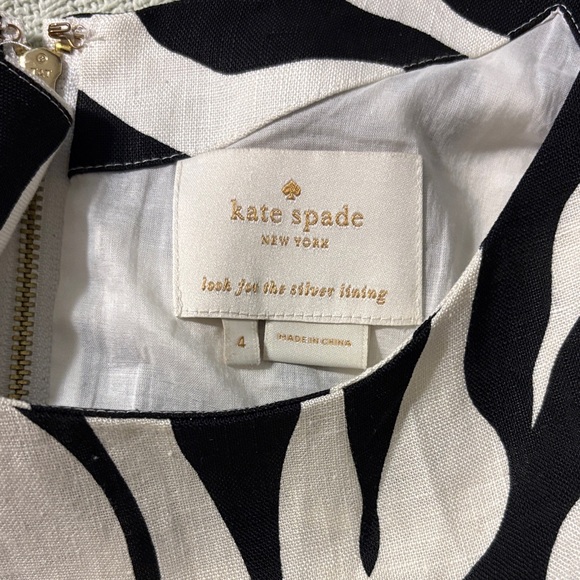 kate spade
NEW YORK
look for the silver lining
4
MADE IN CHINA